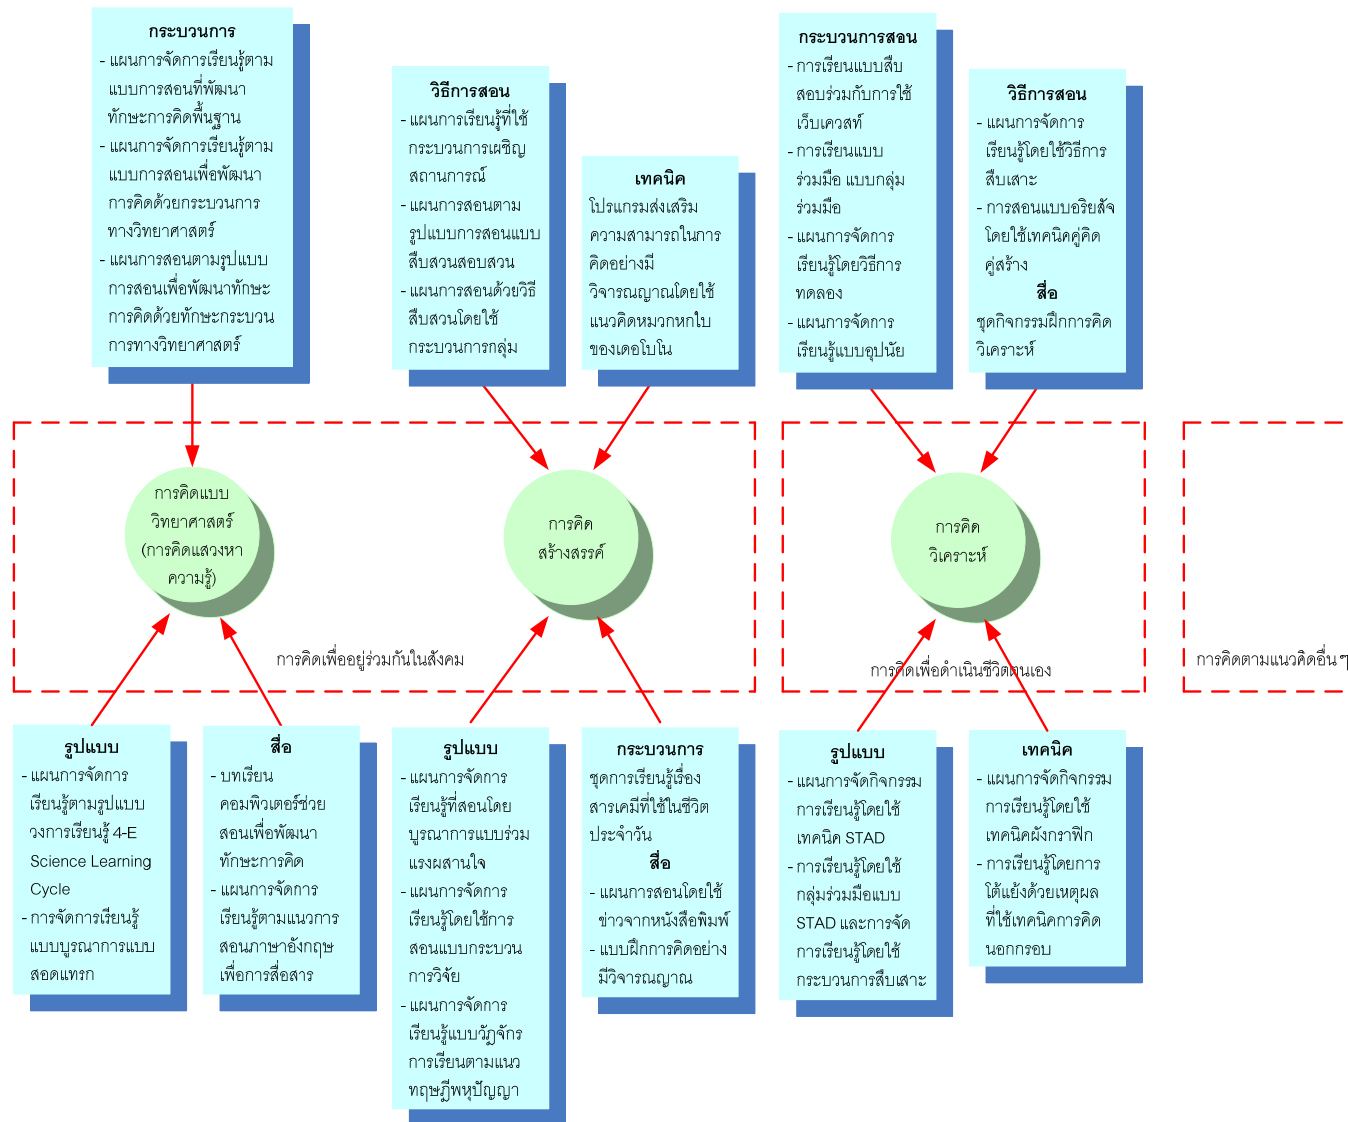 กระบวนการ
- แผนการจัดการเรียนรู้ตาม
แบบการสอนที่พัฒนา
ทักษะการคิดพื้นฐาน
- แผนการจัดการเรียนรู้ตาม
แบบการสอนเพื่อพัฒนา
การคิดด้วยกระบวนการ
ทางวิทยาศาสตร์
- แผนการสอนตามรูปแบบ
การสอนเพื่อพัฒนาทักษะ
การคิดด้วยทักษะกระบวน
การทางวิทยาศาสตร์
วิธีการสอน
- แผนการเรียนรู้ที่ใช้
กระบวนการเผชิญ
สถานการณ์
- แผนการสอนตาม
รูปแบบการสอนแบบ
สืบสวนสอบสวน
- แผนการสอนด้วยวิธี
สืบสวนโดยใช้
กระบวนการกลุ่ม
เทคนิค
โปรแกรมส่งเสริม
ความสามารถในการ
คิดอย่างมี
วิจารณญาณโดยใช้
แนวคิดหมวกหกใบ
ของเดอโบโน
กระบวนการสอน
- การเรียนแบบสืบ
สอบร่วมกับการใช้
เว็บเควสท์
- การเรียนแบบ
ร่วมมือ แบบกลุ่ม
ร่วมมือ
- แผนการจัดการ
เรียนรู้โดยวิธีการ
ทดลอง
- แผนการจัดการ
เรียนรู้แบบอุปนัย
วิธีการสอน
- แผนการจัดการ
เรียนรู้โดยใช้วิธีการ
สืบเสาะ
- การสอนแบบอริยสัจ
โดยใช้เทคนิคคู่คิด
คู่สร้าง
สื่อ
ชุดกิจกรรมฝึกการคิด
วิเคราะห์
การคิดแบบ
วิทยาศาสตร์
(การคิดแสวงหา
ความรู้)
การคิด
สร้างสรรค์
การคิด
วิเคราะห์
การคิดเพื่ออยู่ร่วมกันในสังคม
การคิดเพื่อดำเนินชีวิตตนเอง
การคิดตามแนวคิดอื่น ๆ
รูปแบบ
- แผนการจัดการ
เรียนรู้ตามรูปแบบ
วงการเรียนรู้ 4-E
Science Learning
Cycle
- การจัดการเรียนรู้
แบบบูรณาการแบบ
สอดแทรก
สื่อ
- บทเรียน
คอมพิวเตอร์ช่วย
สอนเพื่อพัฒนา
ทักษะการคิด
- แผนการจัดการ
เรียนรู้ตามแนวการ
สอนภาษาอังกฤษ
เพื่อการสื่อสาร
รูปแบบ
- แผนการจัดการ
เรียนรู้ที่สอนโดย
บูรณาการแบบร่วม
แรงผสานใจ
- แผนการจัดการ
เรียนรู้โดยใช้การ
สอนแบบกระบวน
การวิจัย
- แผนการจัดการ
เรียนรู้แบบวัฏจักร
การเรียนตามแนว
ทฤษฎีพหุปัญญา
กระบวนการ
ชุดการเรียนรู้เรื่อง
สารเคมีที่ใช้ในชีวิต
ประจำวัน
สื่อ
- แผนการสอนโดยใช้
ข่าวจากหนังสือพิมพ์
- แบบฝึกการคิดอย่าง
มีวิจารณญาณ
รูปแบบ
- แผนการจัดกิจกรรม
การเรียนรู้โดยใช้
เทคนิค STAD
- การเรียนรู้โดยใช้
กลุ่มร่วมมือแบบ
STAD และการจัด
การเรียนรู้โดยใช้
กระบวนการสืบเสาะ
เทคนิค
- แผนการจัดกิจกรรม
การเรียนรู้โดยใช้
เทคนิคผังกราฟิก
- การเรียนรู้โดยการ
โต้แย้งด้วยเหตุผล
ที่ใช้เทคนิคการคิด
นอกกรอบ